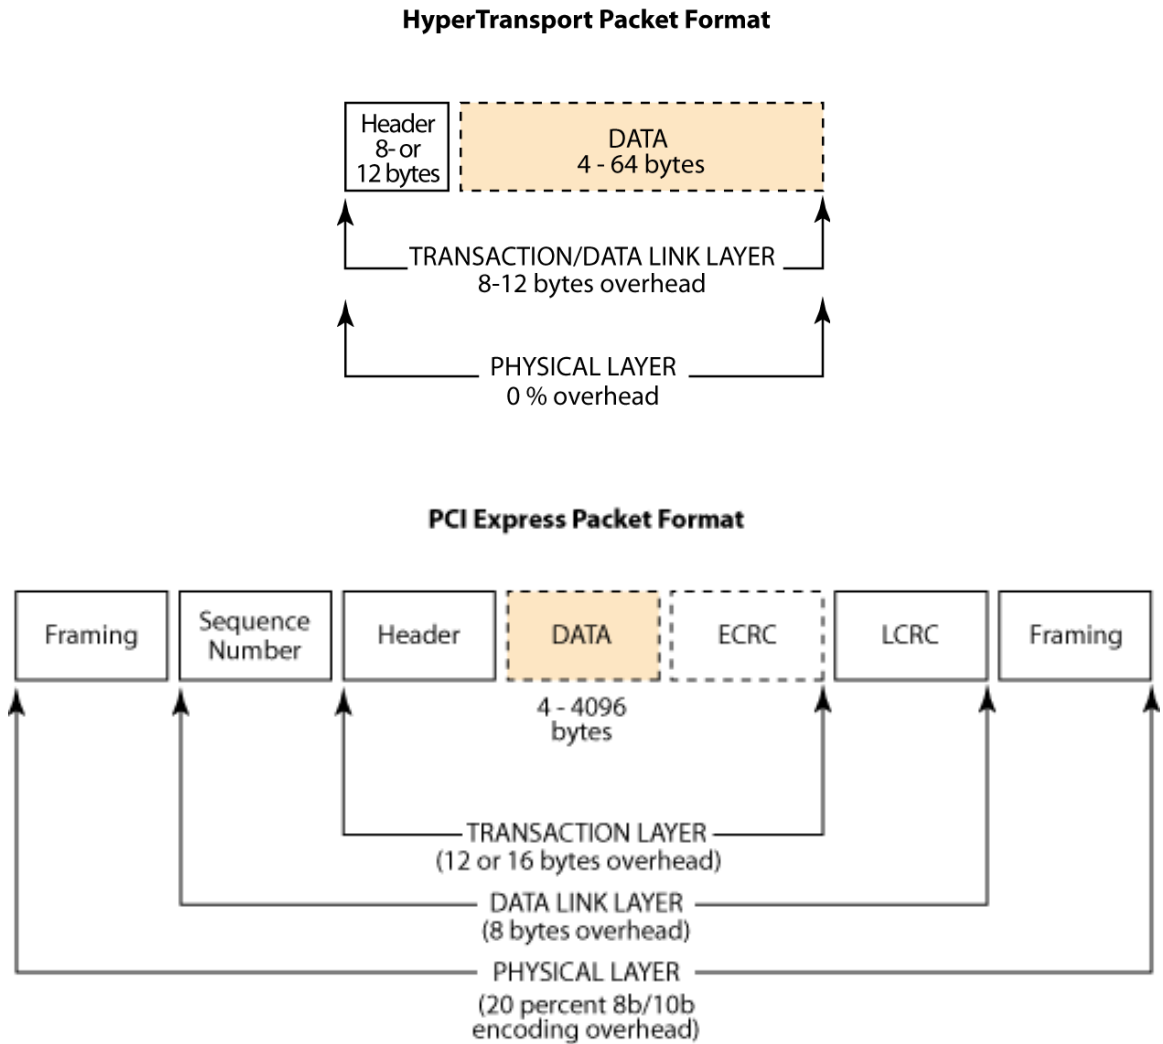 HyperTransport Packet Format
Header
8- or
12 bytes
DATA
4 - 64 bytes
TRANSACTION/DATA LINK LAYER
8-12 bytes overhead
PHYSICAL LAYER
0 % overhead
PCI Express Packet Format
Framing
Sequence
Number
Header
DATA
ECRC
LCRC
Framing
4 - 4096
bytes
TRANSACTION LAYER
(12 or 16 bytes overhead)
DATA LINK LAYER
(8 bytes overhead)
PHYSICAL LAYER
(20 percent 8b/10b
encoding overhead)